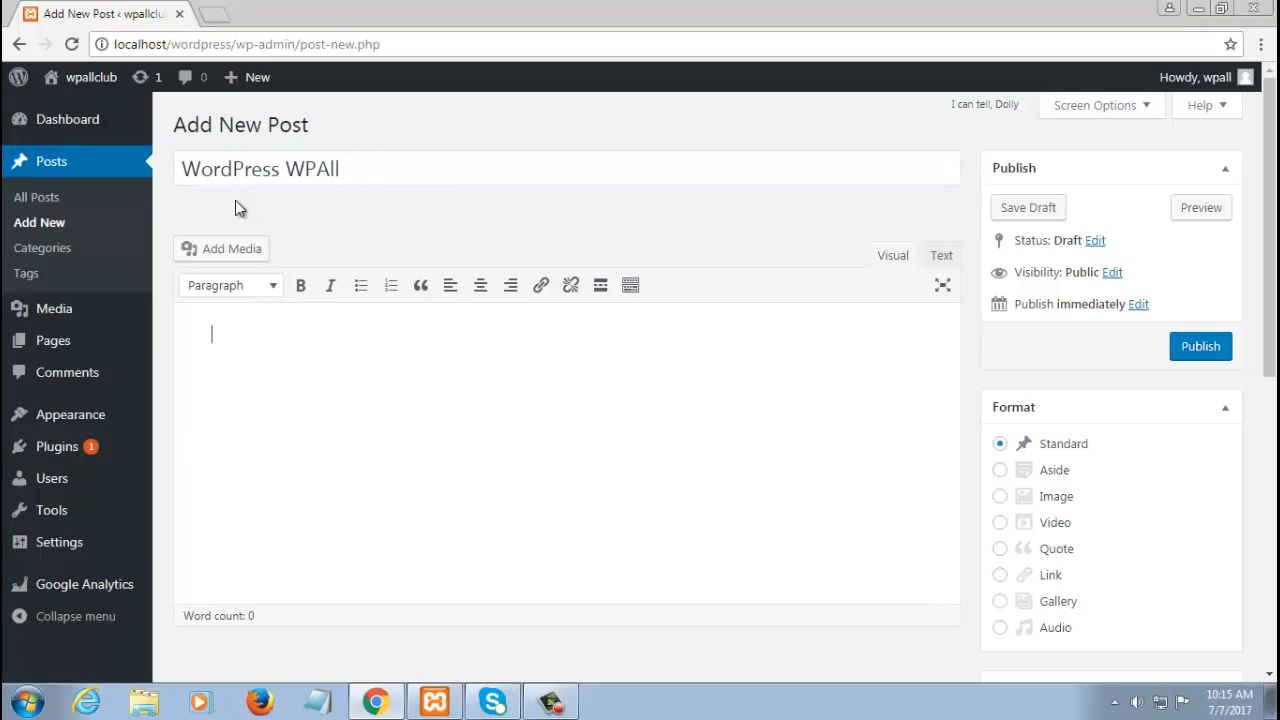 Add New Post ‹ wpallclu
localhost/wordpress/wp-admin/post-new.php
wpallclub 1 0 New Howdy, wpall
I can tell, Dolly Screen Options Help
Dashboard
Posts
All Posts
Add New
Categories
Tags
Media
Pages
Comments
Appearance
Plugins 1
Users
Tools
Settings
Google Analytics
Collapse menu
Add New Post
WordPress WPAll
Add Media
Visual Text
Paragraph B I
Word count: 0
Publish
Save Draft Preview
Status: Draft Edit
Visibility: Public Edit
Publish immediately Edit
Publish
Format
Standard
Aside
Image
Video
Quote
Link
Gallery
Audio
10:15 AM
7/7/2017